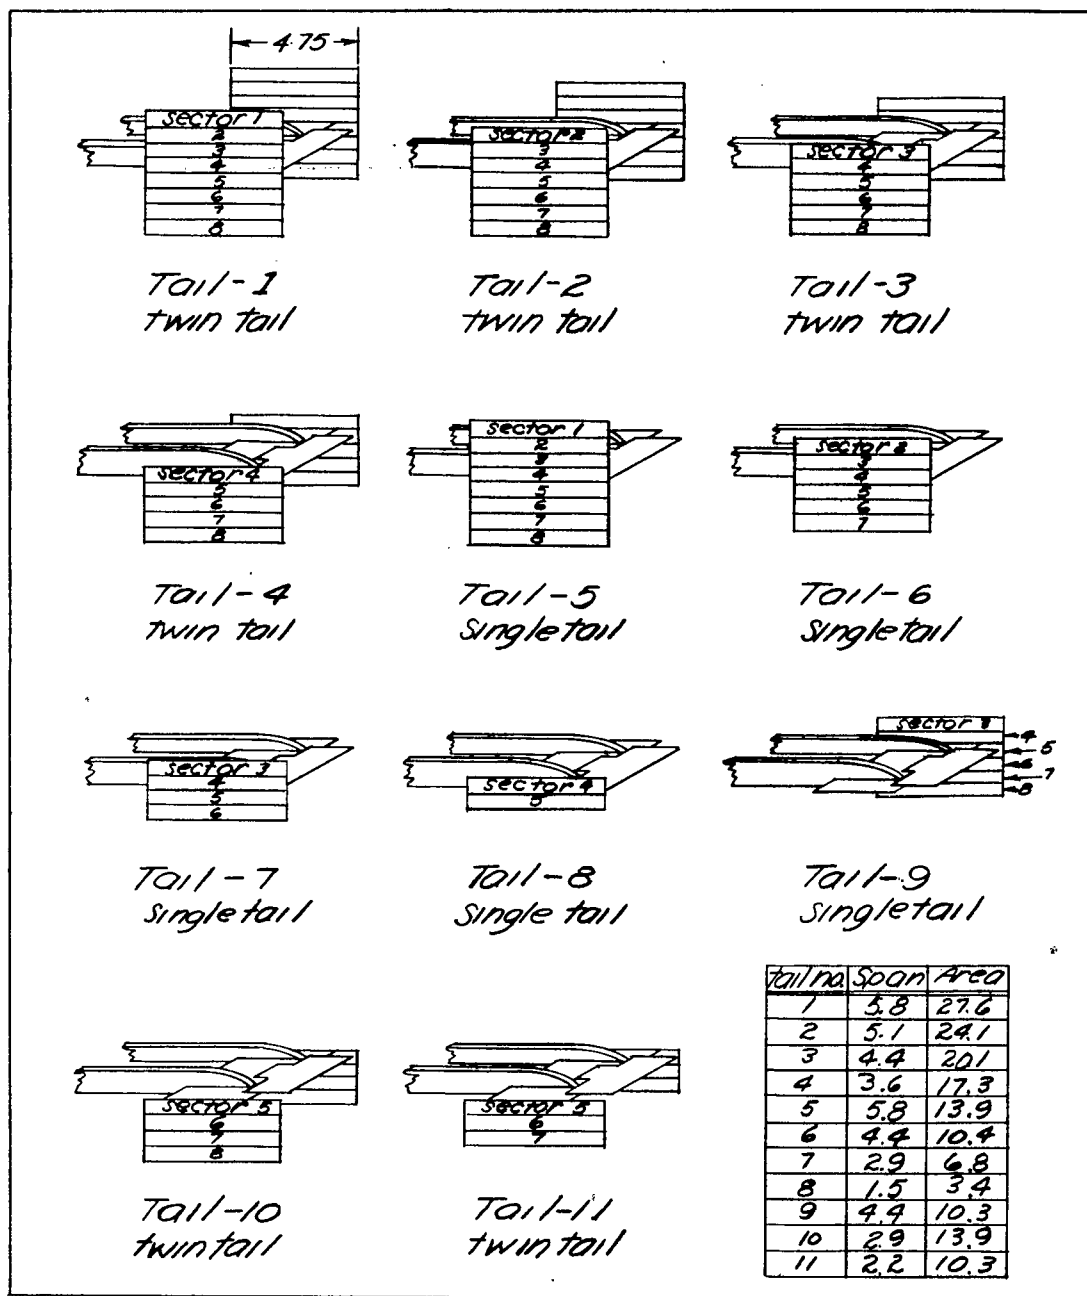 4.75
sector 1
2
3
4
5
6
7
8
Tail-1
twin tail
sector 2
3
4
5
6
7
8
Tail-2
twin tail
sector 3
4
5
6
7
8
Tail-3
twin tail
sector 4
5
6
7
8
Tail-4
twin tail
sector 1
2
3
4
5
6
7
8
Tail-5
Single tail
sector 2
3
4
5
6
7
Tail-6
Single tail
sector 3
4
5
6
Tail-7
single tail
sector 4
5
Tail-8
single tail
sector
4
5
6
7
8
Tail-9
single tail
sector 5
6
7
8
Tail-10
twin tail
sector 5
6
7
Tail-11
twin tail
tail no. Span Area
1 5.8 27.6
2 5.1 24.1
3 4.4 20.1
4 3.6 17.3
5 5.8 13.9
6 4.4 10.4
7 2.9 6.8
8 1.5 3.4
9 4.4 10.3
10 2.9 13.9
11 2.2 10.3